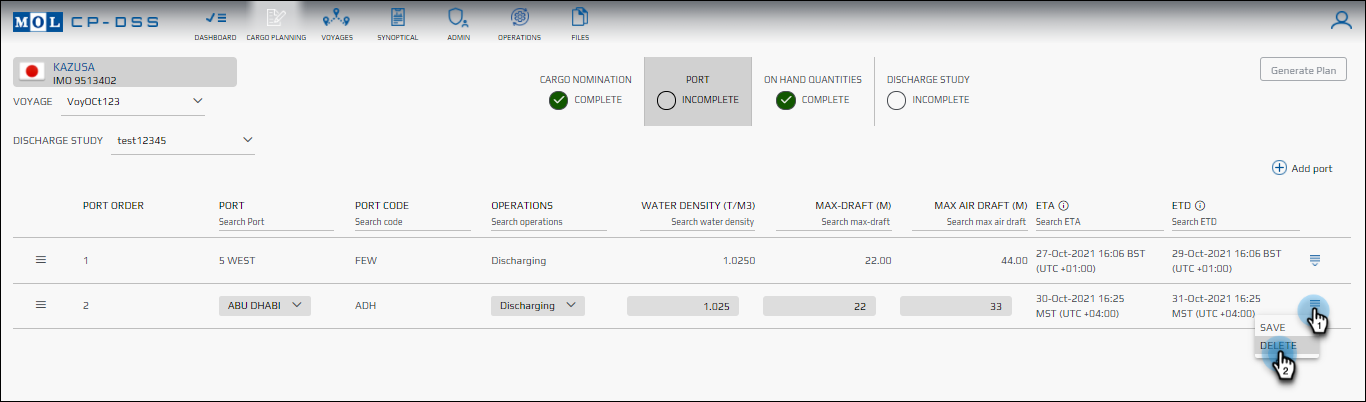 MOL CP-DSS
DASHBOARD CARGO PLANNING VOYAGES SYNOPTICAL ADMIN OPERATIONS FILES
KAZUSA
IMO 9513402
VOYAGE VoyOCt123
DISCHARGE STUDY test12345
CARGO NOMINATION PORT ON HAND QUANTITIES DISCHARGE STUDY
COMPLETE INCOMPLETE COMPLETE INCOMPLETE
Generate Plan
Add port
PORT ORDER PORT PORT CODE OPERATIONS WATER DENSITY (T/M3) MAX-DRAFT (M) MAX AIR DRAFT (M) ETA ETD
Search Port Search code Search operations Search water density Search max-draft Search max air draft Search ETA Search ETD
1 5 WEST FEW Discharging 1.0250 22.00 44.00 27-Oct-2021 16:06 BST 29-Oct-2021 16:06 BST
(UTC +01:00) (UTC +01:00)
2 ABU DHABI ADH Discharging 1.025 22 33 30-Oct-2021 16:25 31-Oct-2021 16:25
MST (UTC +04:00) MST (UTC +04:00)
1
SAVE
DELETE
2